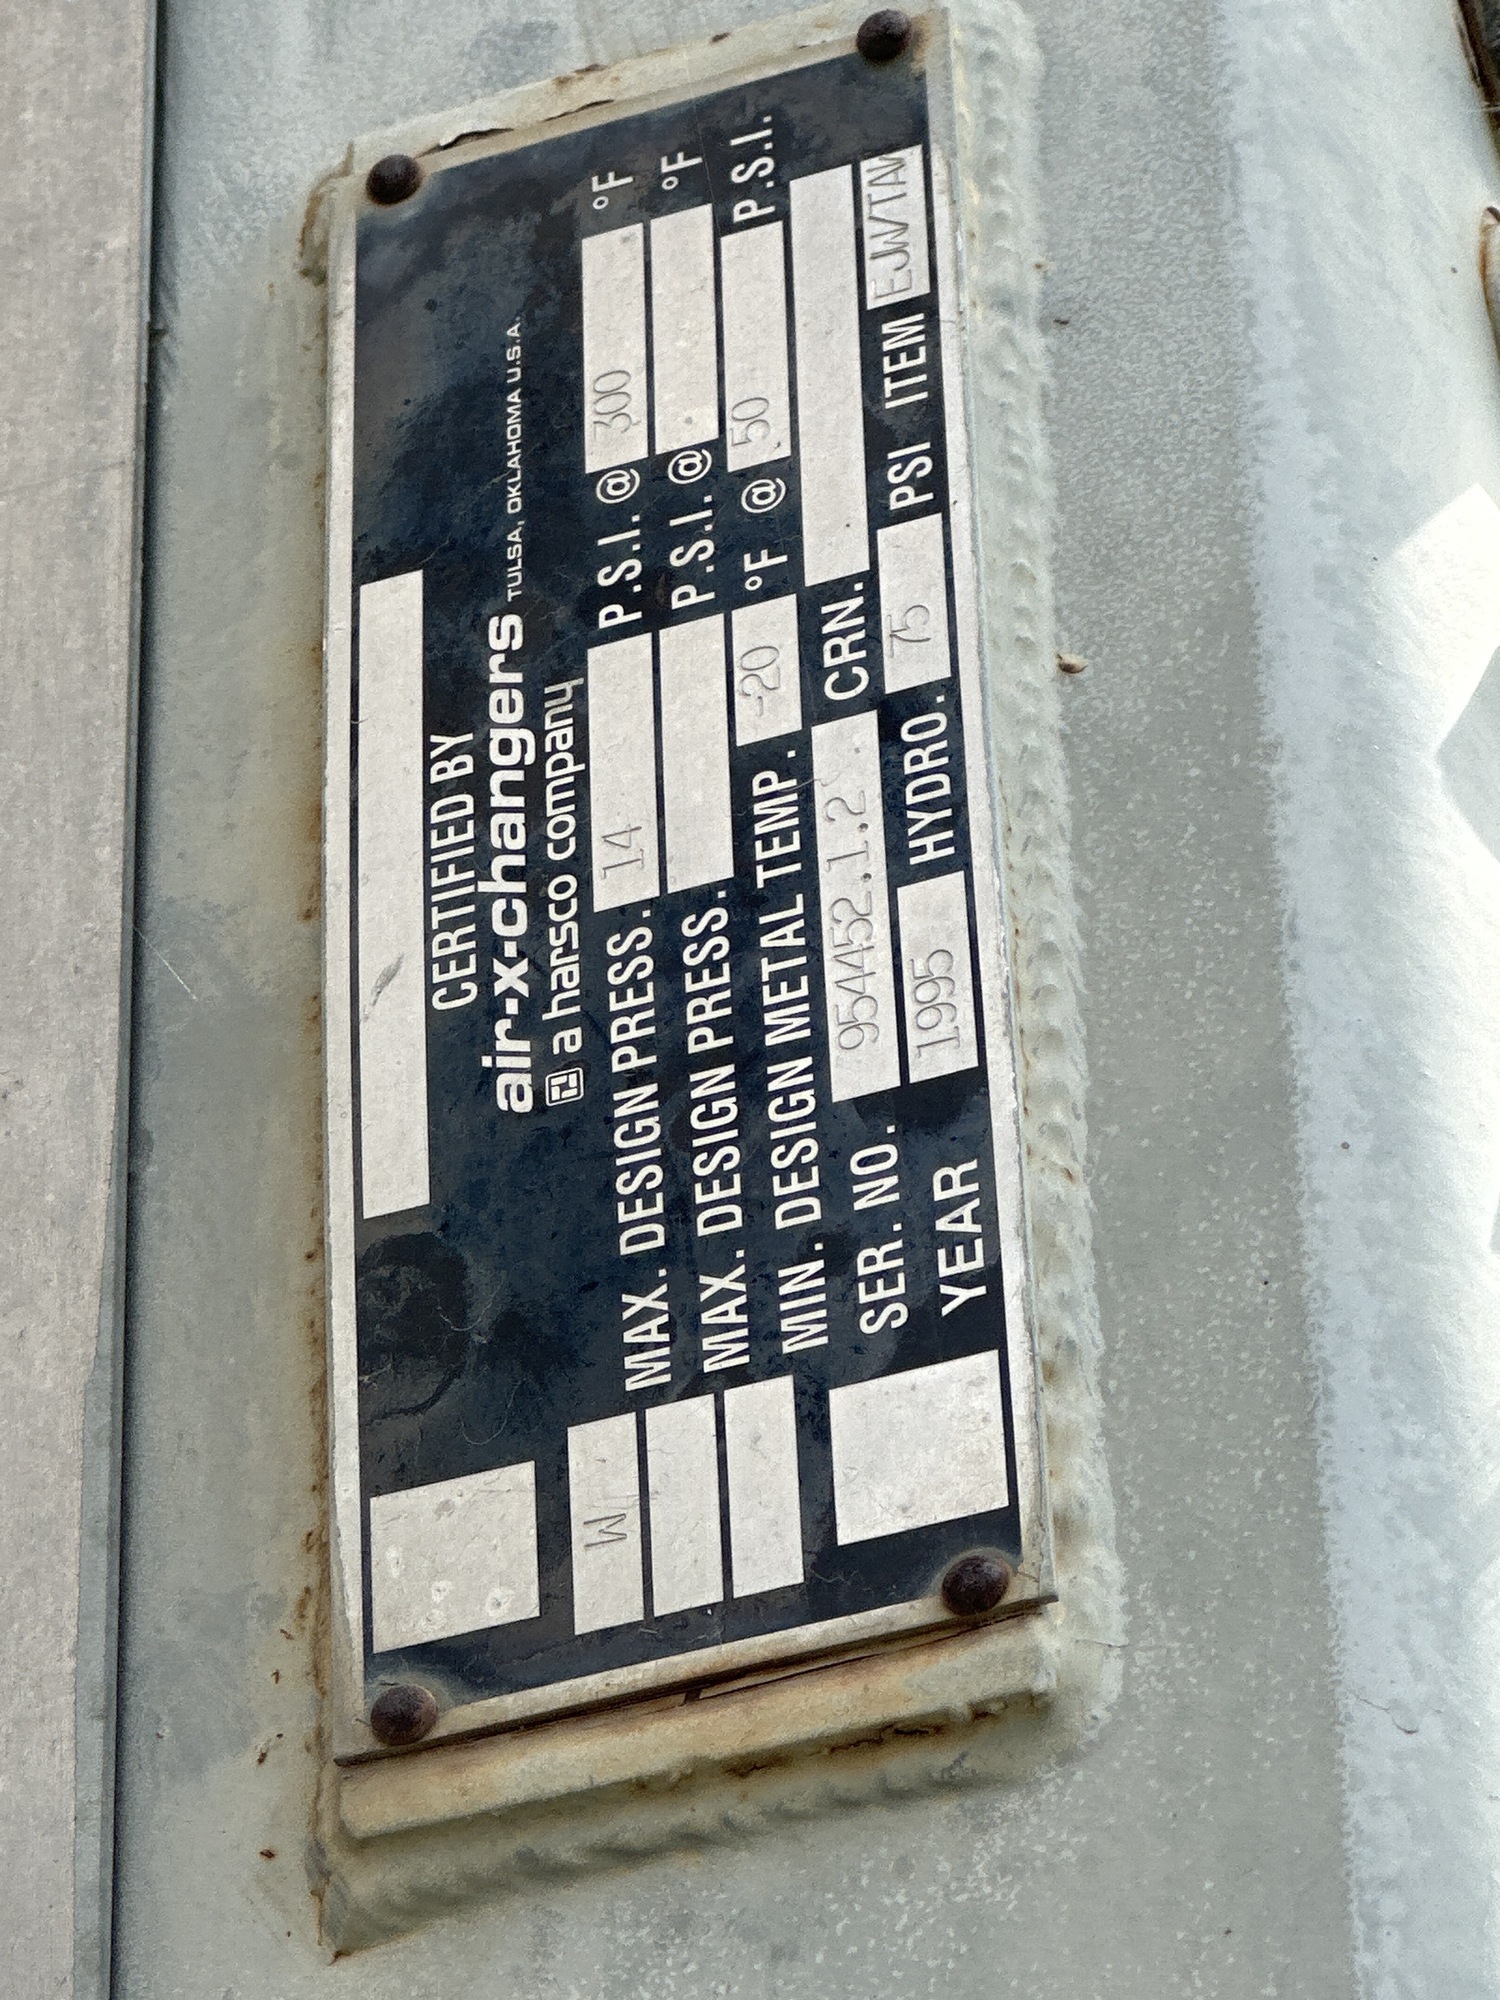 CERTIFIED BY
air-x-changers TULSA, OKLAHOMA U.S.A.
a harsco company
W MAX. DESIGN PRESS. 14 P.S.I. @ 300 °F
MAX. DESIGN PRESS. P.S.I. @ °F
MIN. DESIGN METAL TEMP. -20 °F @ 50 P.S.I.
SER. NO. 954452.1.2 CRN.
YEAR 1995 HYDRO. 75 PSI ITEM EJW/TAW